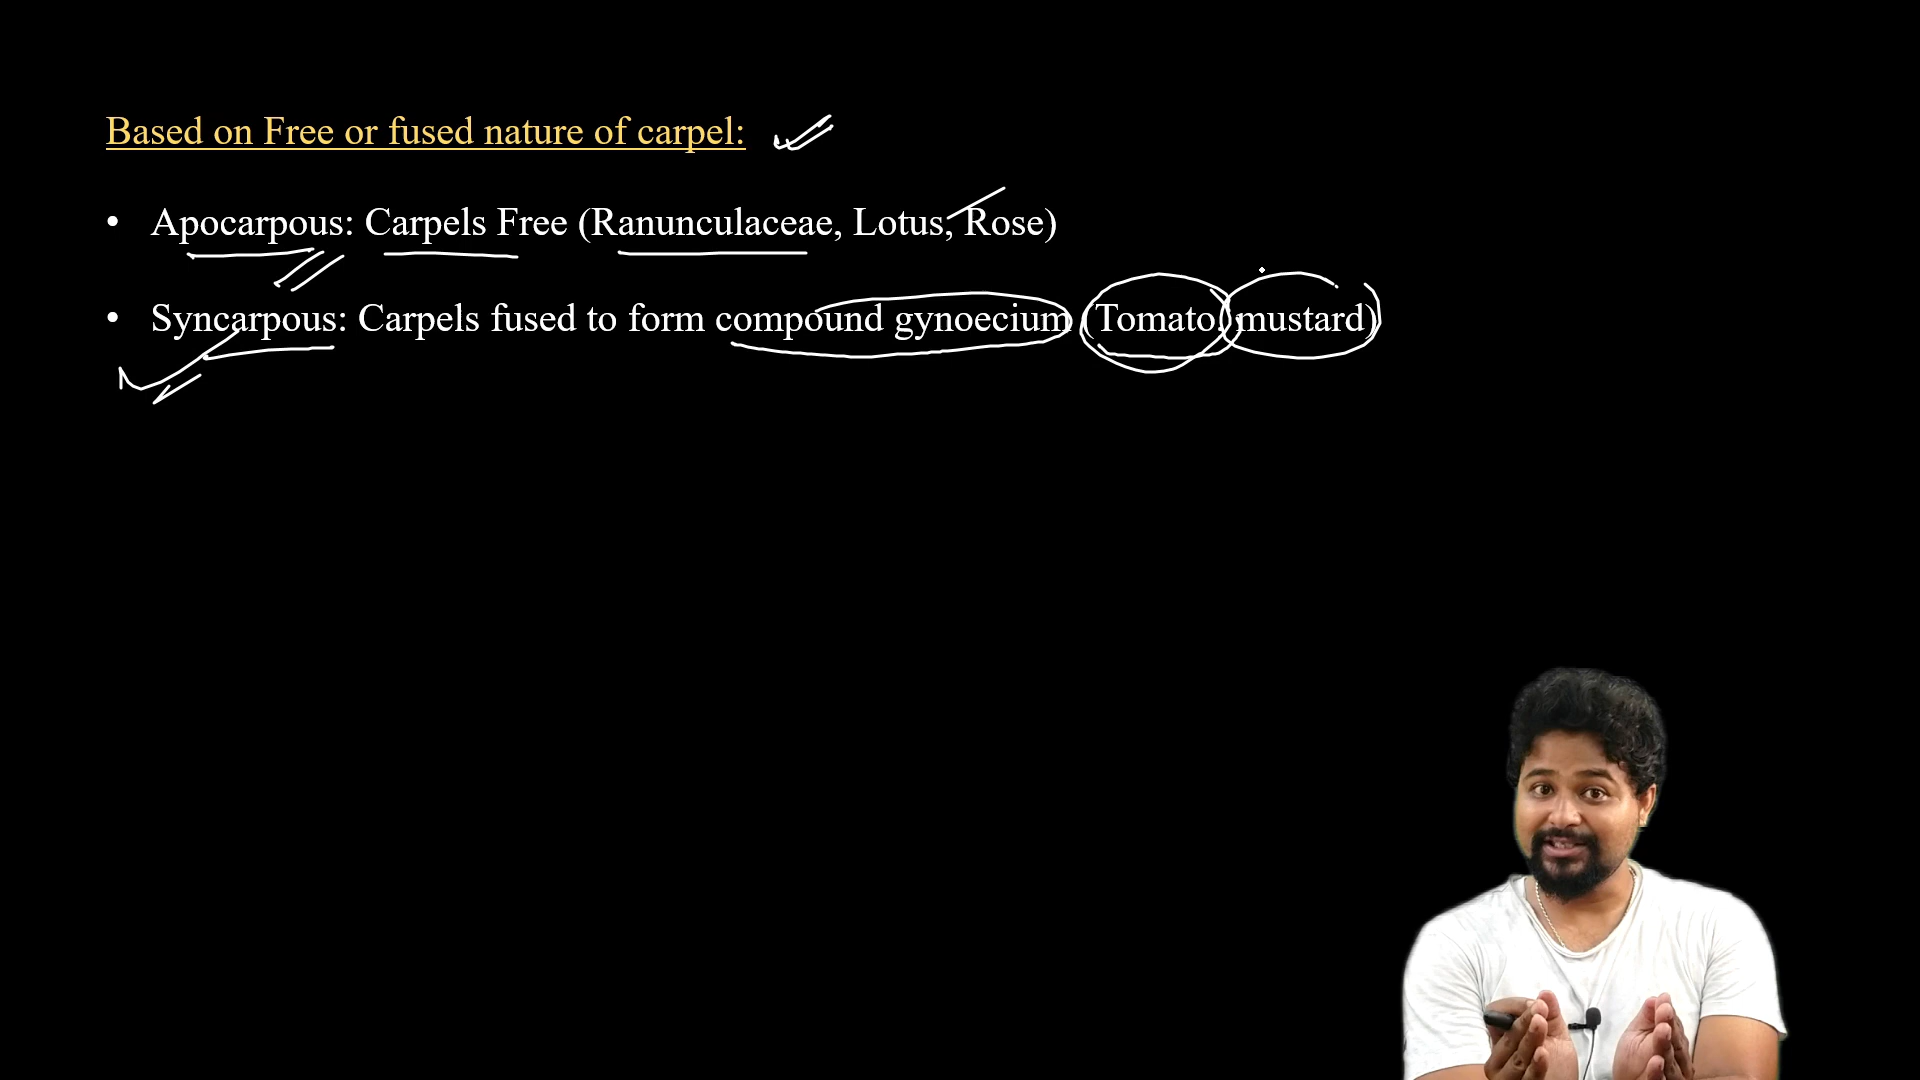 Based on Free or fused nature of carpel:
• Apocarpous: Carpels Free (Ranunculaceae, Lotus, Rose)
• Syncarpous: Carpels fused to form compound gynoecium (Tomato, mustard)